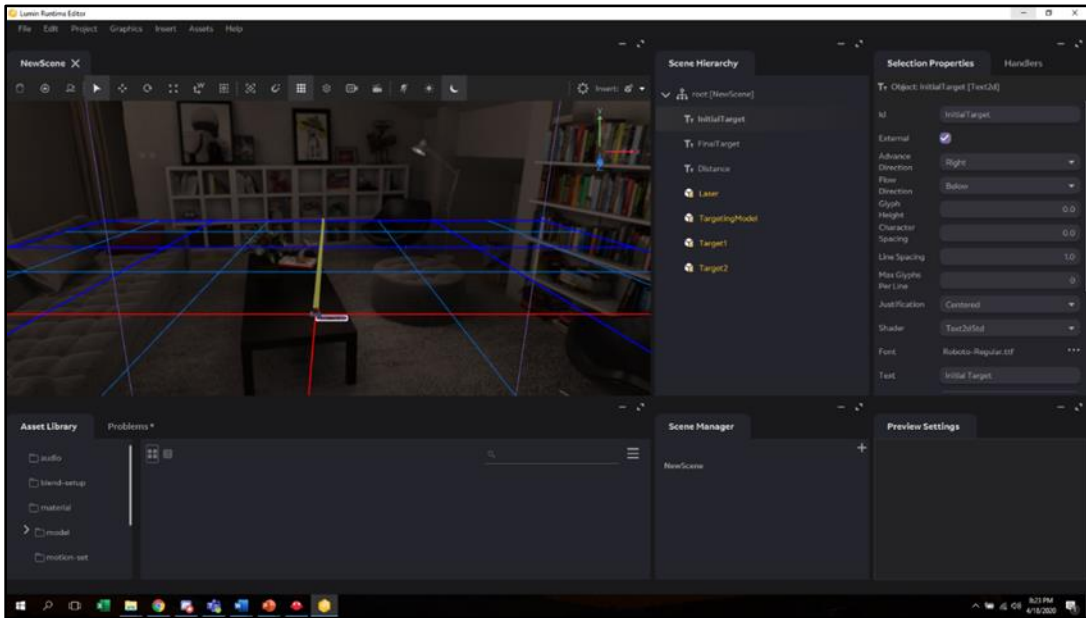 Lumin Runtime Editor
File Edit Project Graphics Insert Assets Help
NewScene X
Insert:
Y
Z
Scene Hierarchy
root [NewScene]
InitialTarget
FinalTarget
Distance
Laser
TargetingModel
Target1
Target2
Selection Properties Handlers
Object: InitialTarget [Text2d]
Id InitialTarget
External
Advance Direction Right
Flow Direction Below
Glyph Height 0.0
Character Spacing 0.0
Line Spacing 1.0
Max Glyphs Per Line 0
Justification Centered
Shader Text2dStd
Font Roboto-Regular.ttf ...
Text Initial Target
Asset Library Problems *
audio
blend-setup
material
model
motion-set
Scene Manager
NewScene
Preview Settings
8:23 PM
4/18/2020